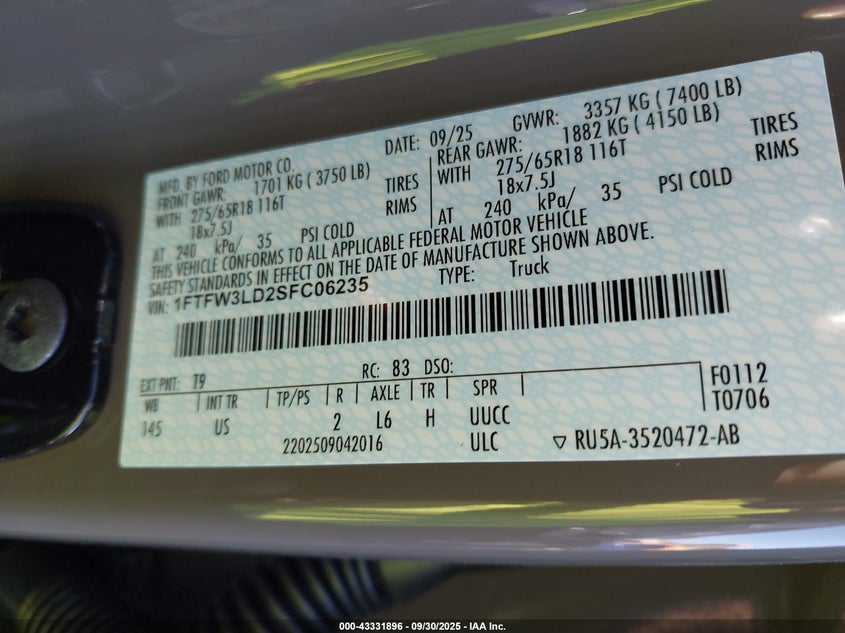 MFD. BY FORD MOTOR CO.
DATE: 09/25 GVWR: 3357 KG ( 7400 LB)
FRONT GAWR: 1701 KG ( 3750 LB)
REAR GAWR: 1882 KG ( 4150 LB)
WITH 275/65R18 116T TIRES
WITH 275/65R18 116T TIRES
18x7.5J RIMS
18x7.5J RIMS
AT 240 kPa/ 35 PSI COLD
AT 240 kPa/ 35 PSI COLD
THIS VEHICLE CONFORMS TO ALL APPLICABLE FEDERAL MOTOR VEHICLE
SAFETY STANDARDS IN EFFECT ON THE DATE OF MANUFACTURE SHOWN ABOVE.
VIN: 1FTFW3LD2SFC06235 TYPE: Truck
EXT PNT: T9 RC: 83 DSO:
WB INT TR TP/PS R AXLE TR SPR
145 US 2 L6 H UUCC
2202509042016 ULC
F0112
T0706
▽ RU5A-3520472-AB
000-43331896 - 09/30/2025 - IAA Inc.